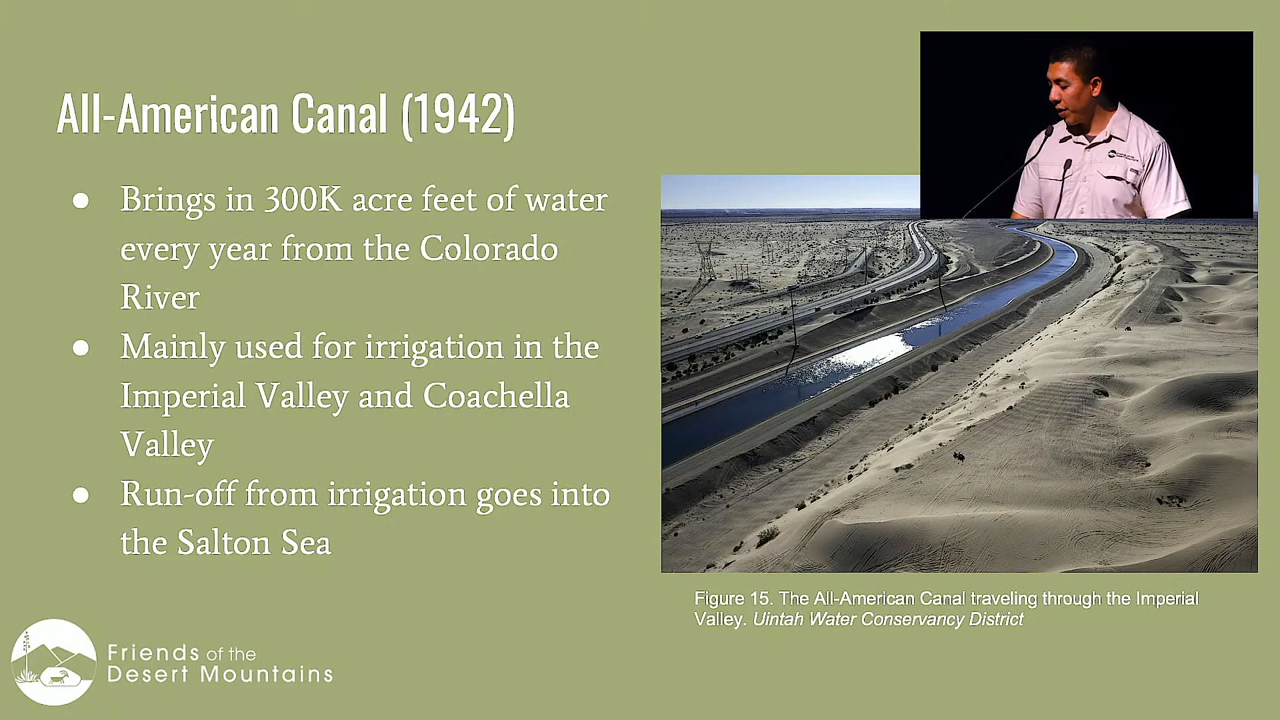 All-American Canal (1942)
● Brings in 300K acre feet of water
every year from the Colorado
River
● Mainly used for irrigation in the
Imperial Valley and Coachella
Valley
● Run-off from irrigation goes into
the Salton Sea
Figure 15. The All-American Canal traveling through the Imperial
Valley. Uintah Water Conservancy District
Friends of the
Desert Mountains